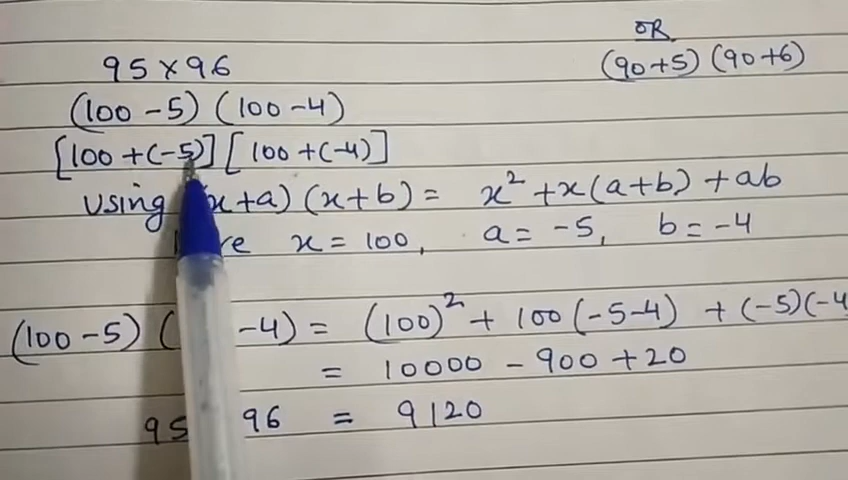 95 × 96
OR
(90+5) (90+6)
(100 - 5) (100 - 4)
[100 + (-5)] [100 + (-4)]
using (x+a) (x+b) = x² + x(a+b) + ab
x = 100, a = -5, b = -4
(100 - 5) ( -4) = (100)² + 100(-5-4) + (-5)(-4
= 10000 - 900 + 20
95 96 = 9120